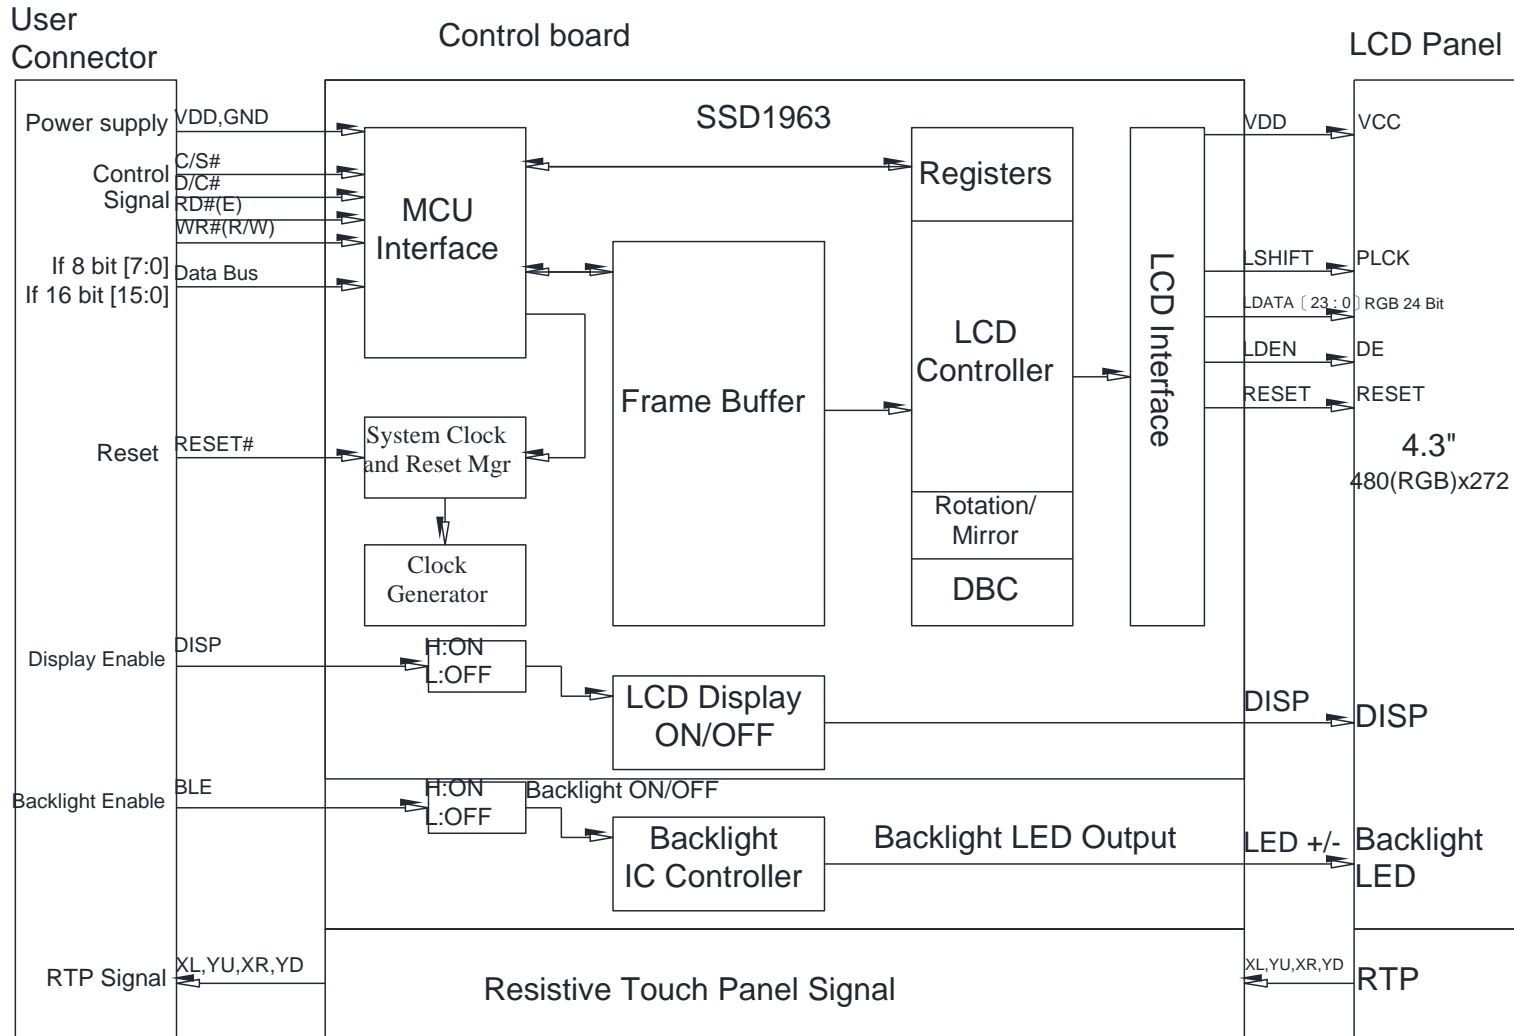 User
Connector
Control board
LCD Panel
Power supply
VDD,GND
SSD1963
VDD
VCC
C/S#
Control
Signal
D/C#
RD#(E)
WR#(R/W)
MCU
Interface
Registers
If 8 bit [7:0]
If 16 bit [15:0]
Data Bus
LCD Interface
LSHIFT
PLCK
LDATA〔23 : 0〕
RGB 24 Bit
LDEN
DE
RESET
RESET
LCD
Controller
Frame Buffer
Reset
RESET#
System Clock
and Reset Mgr
4.3"
480(RGB)x272
Rotation/
Mirror
Clock
Generator
DBC
Display Enable
DISP
H:ON
L:OFF
LCD Display
ON/OFF
DISP
DISP
Backlight Enable
BLE
H:ON
L:OFF
Backlight ON/OFF
Backlight
IC Controller
Backlight LED Output
LED +/-
Backlight
LED
RTP Signal
XL,YU,XR,YD
Resistive Touch Panel Signal
XL,YU,XR,YD
RTP